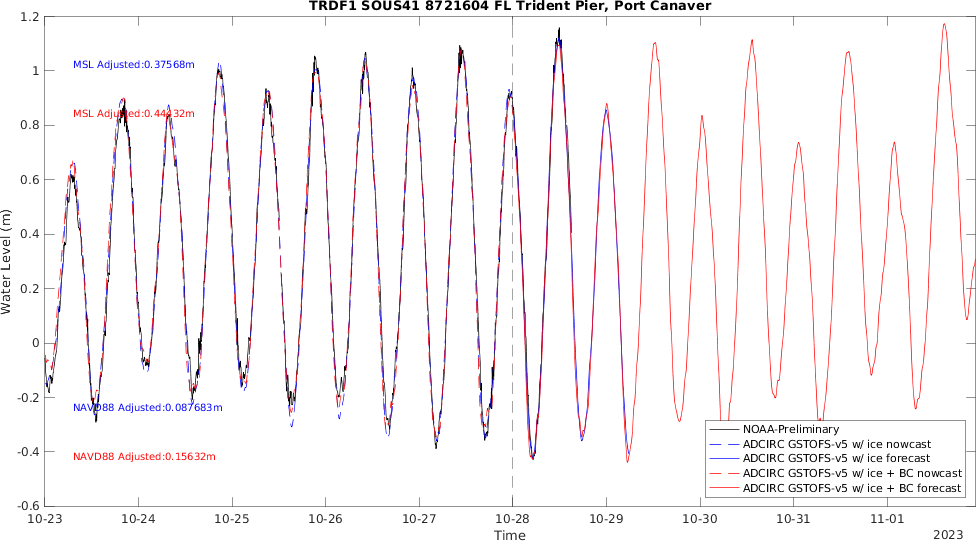 TRDF1 SOUS41 8721604 FL Trident Pier, Port Canaver
1.2
1
0.8
0.6
0.4
0.2
0
-0.2
-0.4
-0.6
Water Level (m)
MSL Adjusted:0.37568m
MSL Adjusted:0.44132m
NAVD88 Adjusted:0.087683m
NAVD88 Adjusted:0.15632m
NOAA-Preliminary
ADCIRC GSTOFS-v5 w/ ice nowcast
ADCIRC GSTOFS-v5 w/ ice forecast
ADCIRC GSTOFS-v5 w/ ice + BC nowcast
ADCIRC GSTOFS-v5 w/ ice + BC forecast
10-23 10-24 10-25 10-26 10-27 10-28 10-29 10-30 10-31 11-01
Time
2023